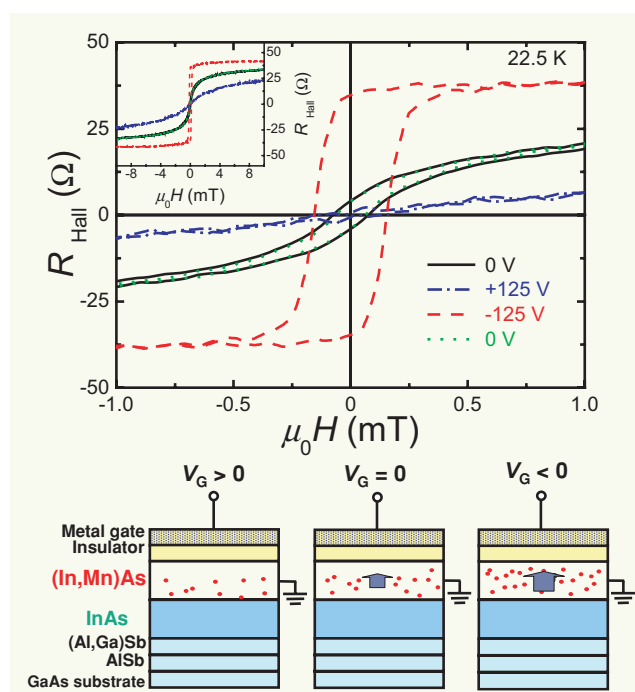 50
25
0
-25
-50
R Hall (Ω)
22.5 K
50
25
0
-25
-50
R Hall (Ω)
-8 -4 0 4 8
μ0H (mT)
0 V
+125 V
-125 V
0 V
-1.0 -0.5 0 0.5 1.0
μ0H (mT)
VG > 0 VG = 0 VG < 0
Metal gate
Insulator
(In,Mn)As
InAs
(Al,Ga)Sb
AlSb
GaAs substrate